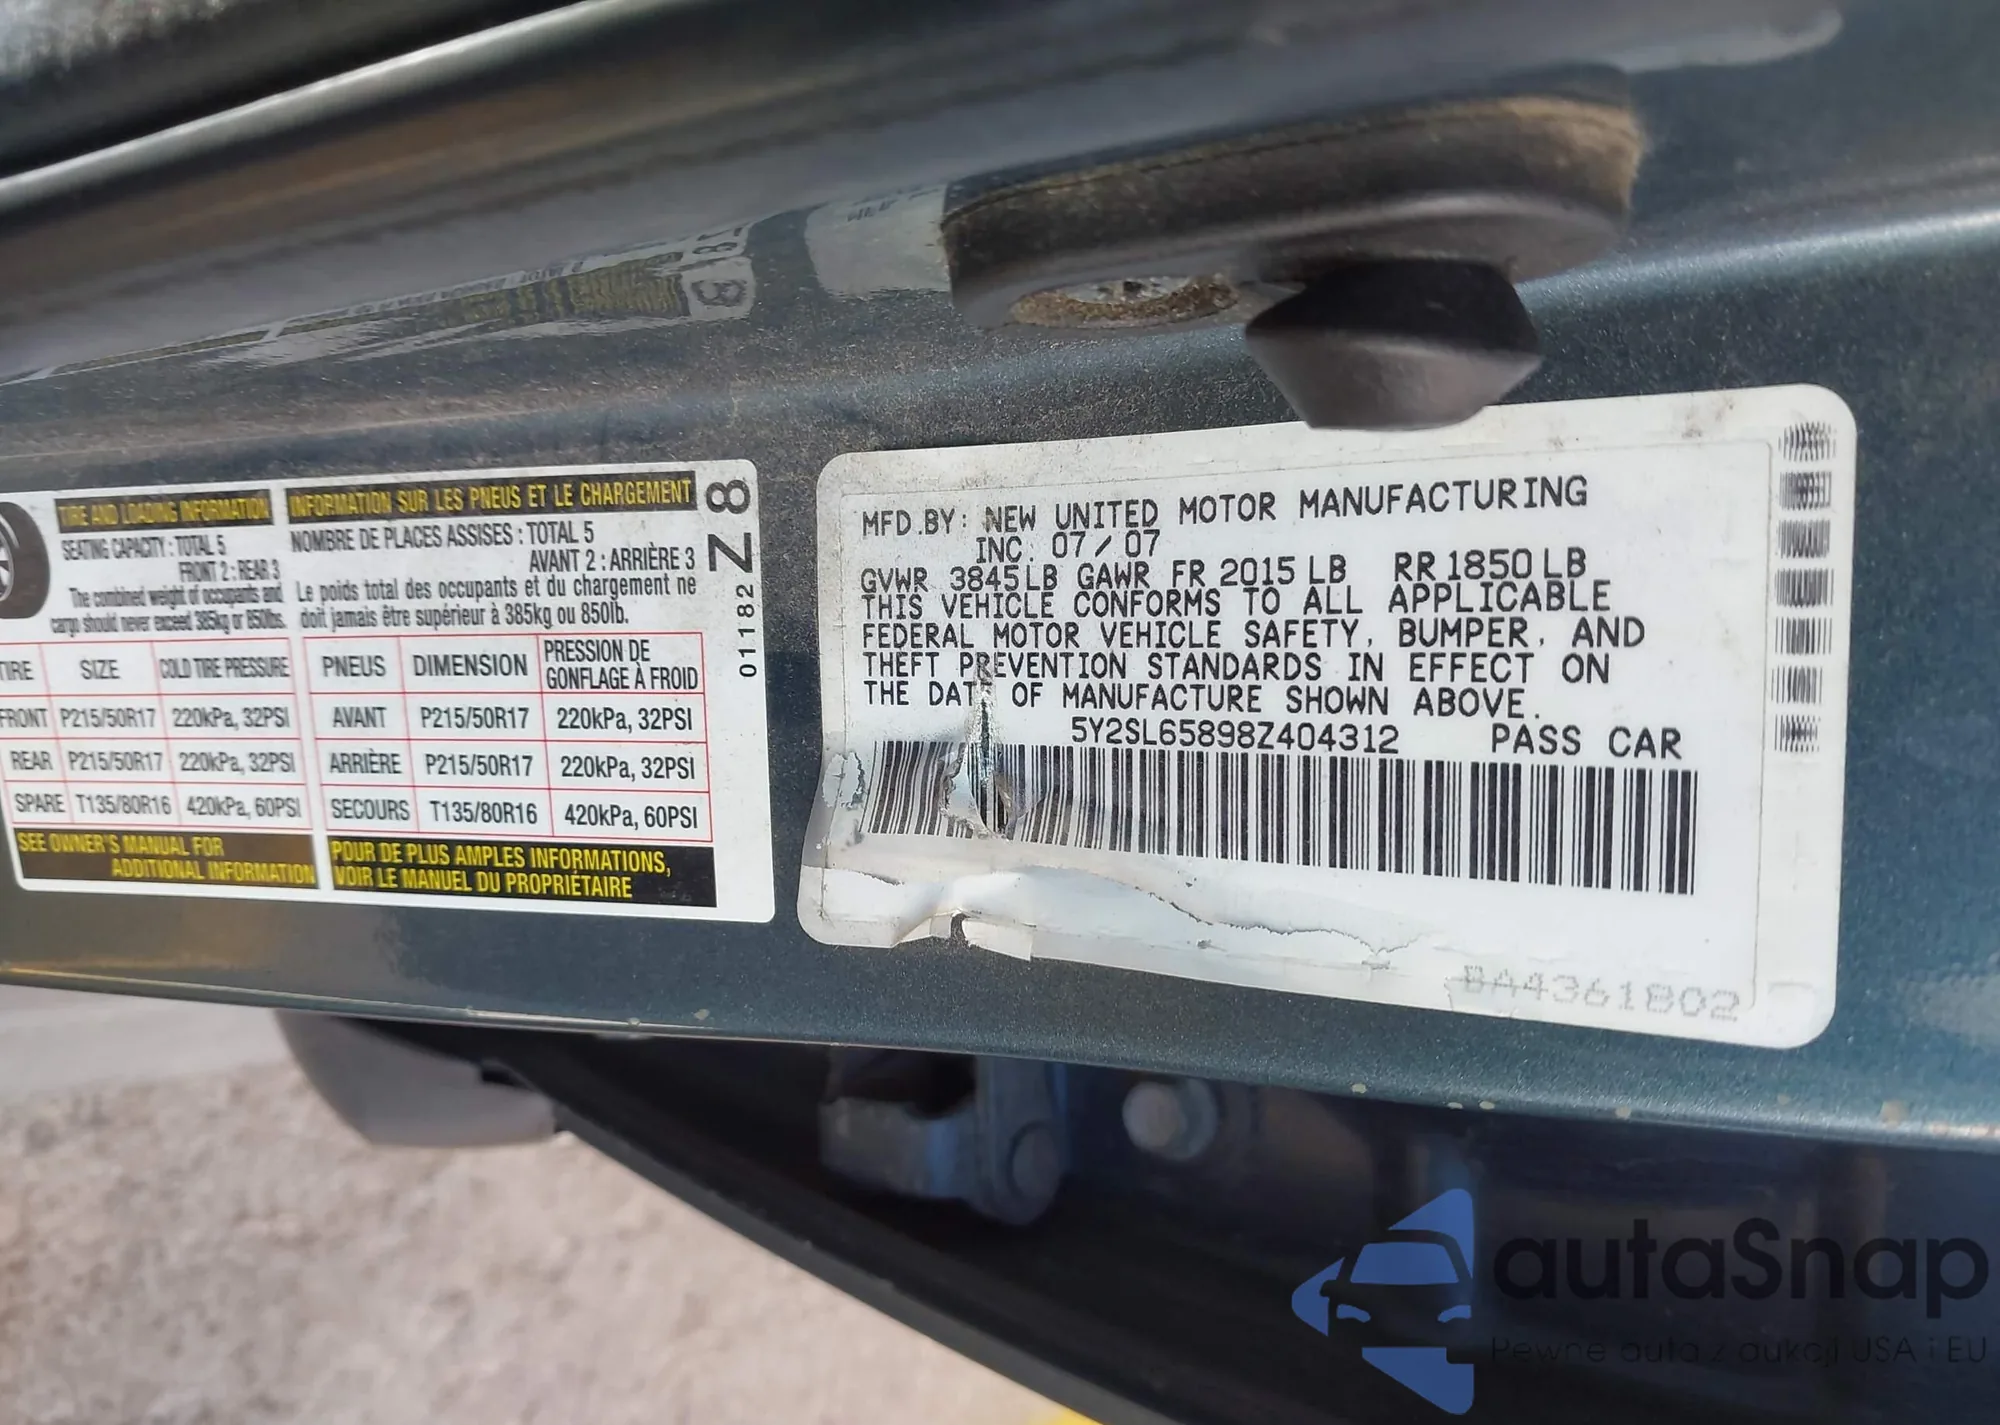 TIRE AND LOADING INFORMATION
SEATING CAPACITY : TOTAL 5
FRONT 2 : REAR 3
The combined weight of occupants and
cargo should never exceed 385kg or 850lbs.
TIRE SIZE COLD TIRE PRESSURE
FRONT P215/50R17 220kPa, 32PSI
REAR P215/50R17 220kPa, 32PSI
SPARE T135/80R16 420kPa, 60PSI
SEE OWNER'S MANUAL FOR
ADDITIONAL INFORMATION
INFORMATION SUR LES PNEUS ET LE CHARGEMENT
NOMBRE DE PLACES ASSISES : TOTAL 5
AVANT 2 : ARRIÈRE 3
Le poids total des occupants et du chargement ne
doit jamais être supérieur à 385kg ou 850lb.
PNEUS DIMENSION PRESSION DE
GONFLAGE À FROID
AVANT P215/50R17 220kPa, 32PSI
ARRIÈRE P215/50R17 220kPa, 32PSI
SECOURS T135/80R16 420kPa, 60PSI
POUR DE PLUS AMPLES INFORMATIONS,
VOIR LE MANUEL DU PROPRIÉTAIRE
01182 Z8
MFD.BY: NEW UNITED MOTOR MANUFACTURING
INC. 07/07
GVWR 3845LB GAWR FR 2015 LB RR 1850 LB
THIS VEHICLE CONFORMS TO ALL APPLICABLE
FEDERAL MOTOR VEHICLE SAFETY, BUMPER, AND
THEFT PREVENTION STANDARDS IN EFFECT ON
THE DATE OF MANUFACTURE SHOWN ABOVE.
5Y2SL65898Z404312 PASS CAR
BA4361802
autaSnap
Pewne auta z aukcji USA i EU